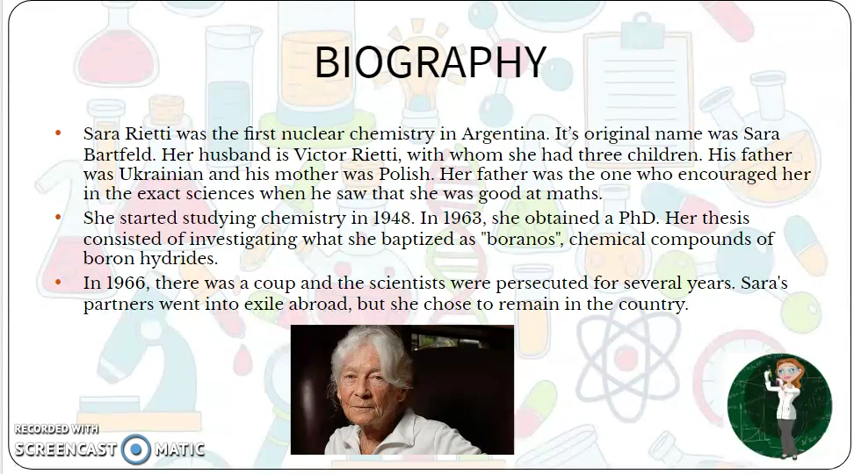 BIOGRAPHY
• Sara Rietti was the first nuclear chemistry in Argentina. It's original name was Sara
Bartfeld. Her husband is Victor Rietti, with whom she had three children. His father
was Ukrainian and his mother was Polish. Her father was the one who encouraged her
in the exact sciences when he saw that she was good at maths.
• She started studying chemistry in 1948. In 1963, she obtained a PhD. Her thesis
consisted of investigating what she baptized as "boranos", chemical compounds of
boron hydrides.
• In 1966, there was a coup and the scientists were persecuted for several years. Sara's
partners went into exile abroad, but she chose to remain in the country.
RECORDED WITH
SCREENCAST MATIC